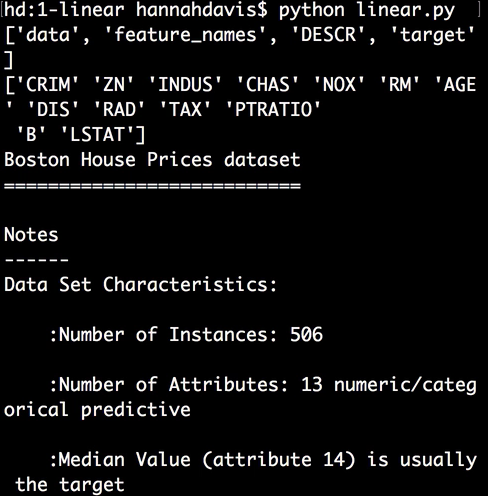 hd:1-linear hannahdavis$ python linear.py
['data', 'feature_names', 'DESCR', 'target'
]
['CRIM' 'ZN' 'INDUS' 'CHAS' 'NOX' 'RM' 'AGE
' 'DIS' 'RAD' 'TAX' 'PTRATIO'
 'B' 'LSTAT']
Boston House Prices dataset
===========================
Notes
------
Data Set Characteristics:
    :Number of Instances: 506
    :Number of Attributes: 13 numeric/categ
orical predictive
    :Median Value (attribute 14) is usually
 the target